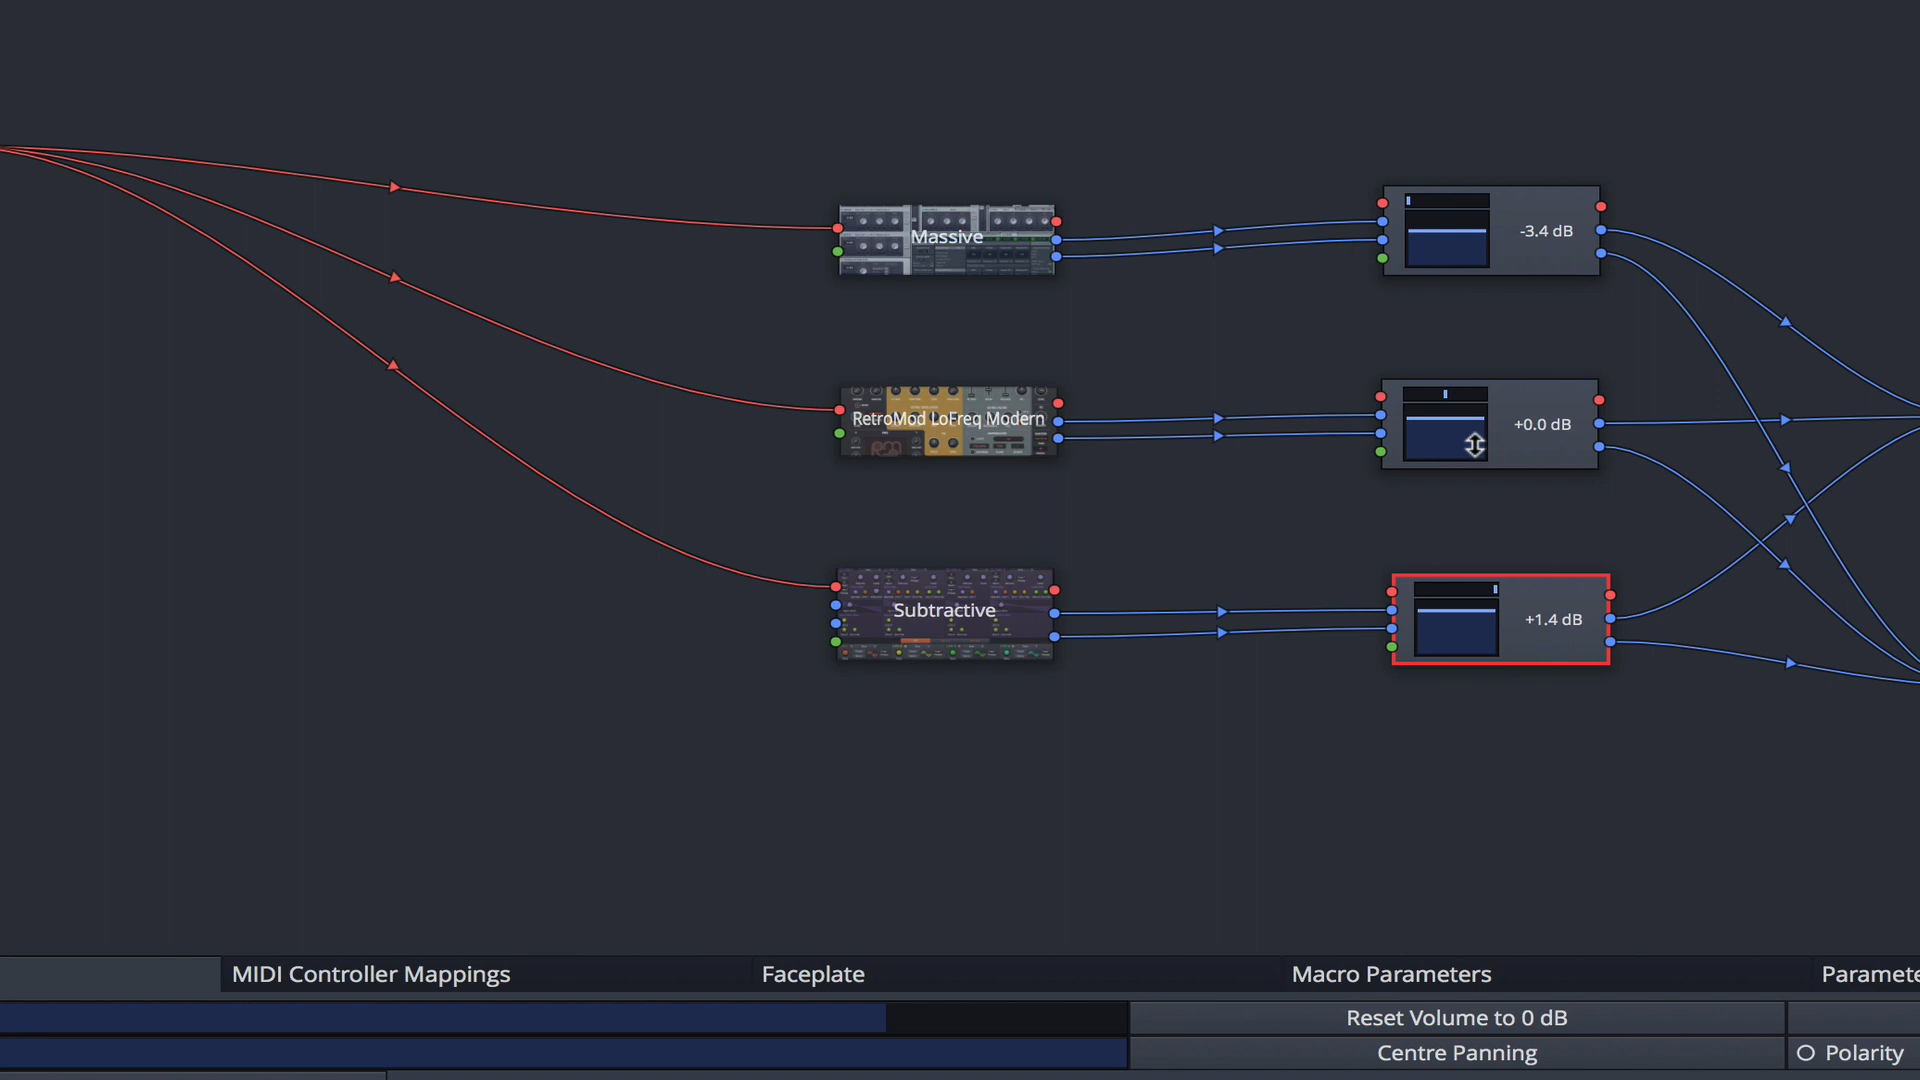 Massive
-3.4 dB
RetroMod LoFreq Modern
+0.0 dB
Subtractive
+1.4 dB
MIDI Controller Mappings
Faceplate
Macro Parameters
Paramete
Reset Volume to 0 dB
Centre Panning
Polarity